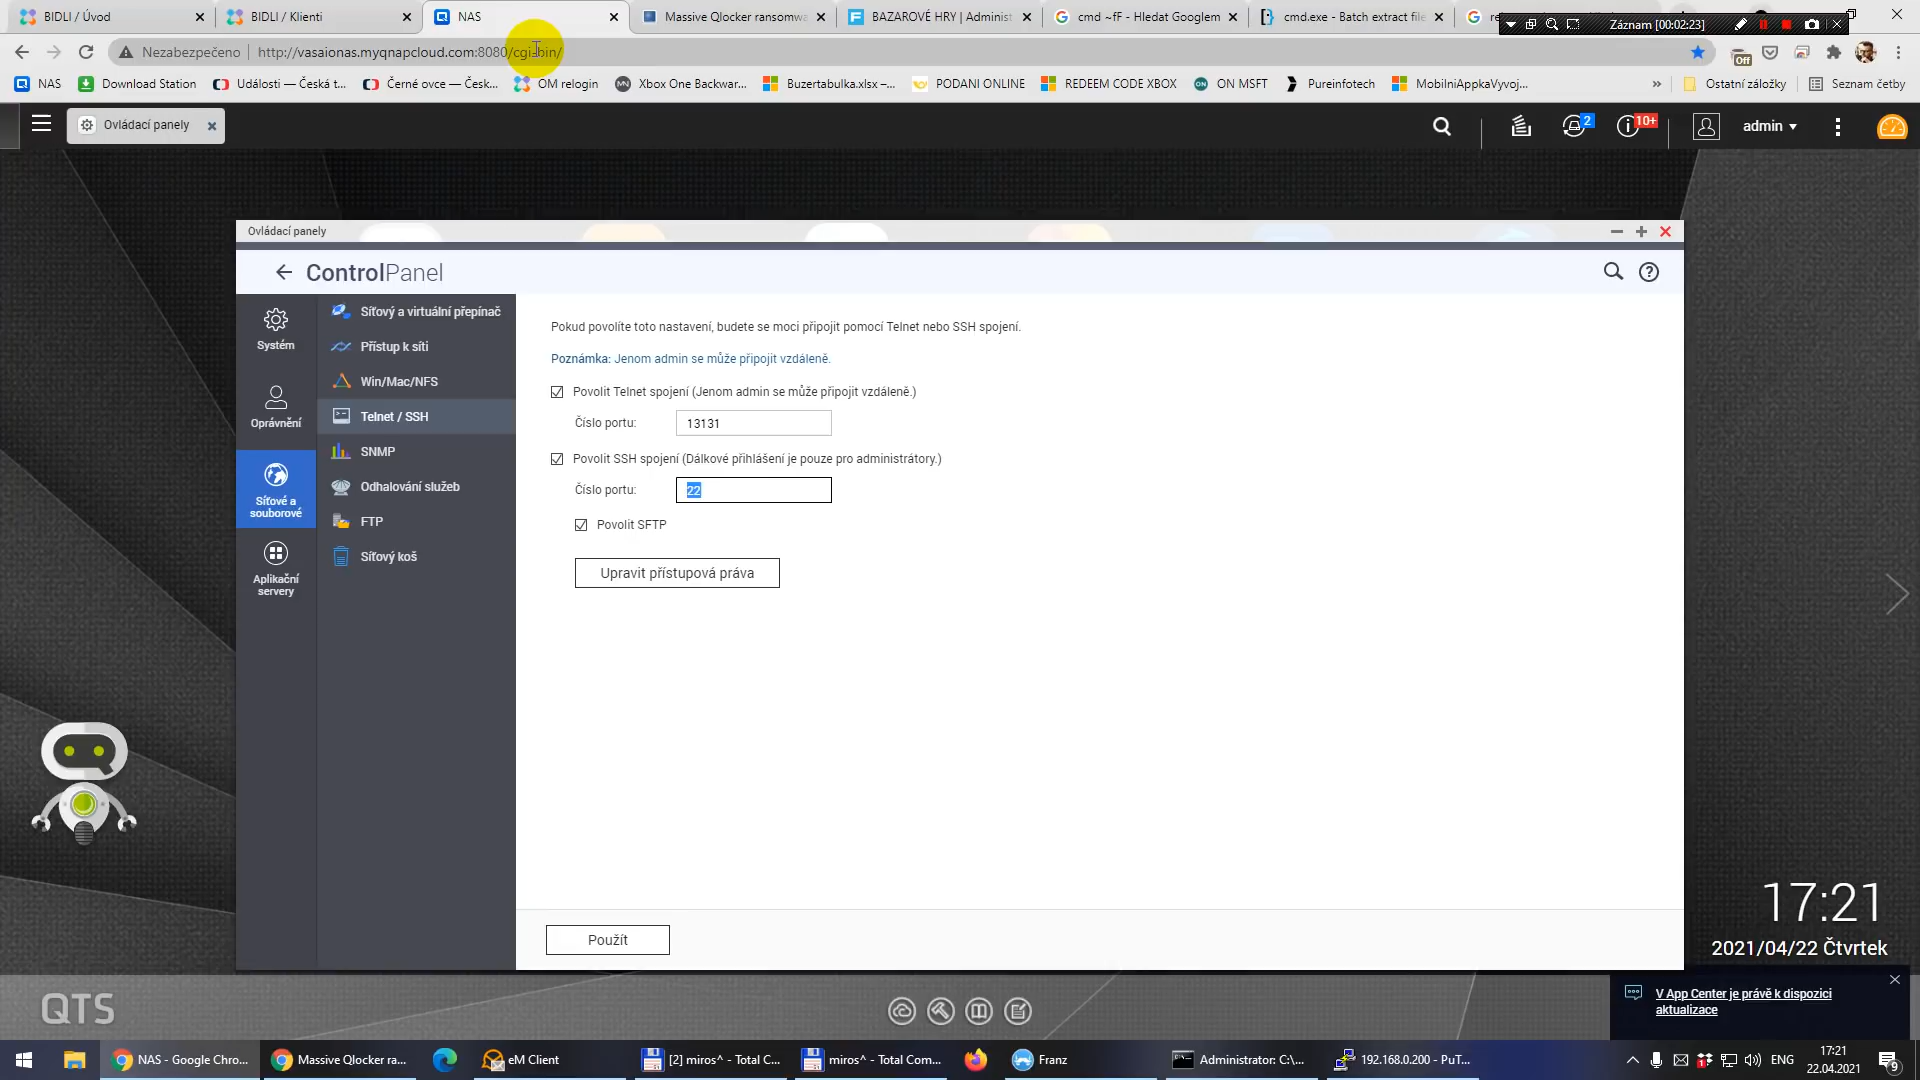 BIDLI / Úvod
BIDLI / Klienti
NAS
Massive Qlocker ransomwa
BAZAROVÉ HRY | Administ
cmd ~fF - Hledat Googlem
cmd.exe - Batch extract file
re
Záznam [00:02:23]
Nezabezpečeno
http://vasaionas.myqnapcloud.com:8080/cgi-bin/
Off
NAS
Download Station
Události — Česká t...
Černé ovce — Česk...
OM relogin
Xbox One Backwar...
Buzertabulka.xlsx –...
PODANI ONLINE
REDEEM CODE XBOX
ON MSFT
Pureinfotech
MobilniAppkaVyvoj...
»
Ostatní záložky
Seznam četby
Ovládací panely
2
10+
admin
Ovládací panely
ControlPanel
Systém
Oprávnění
Síťové a
souborové
Aplikační
servery
Síťový a virtuální přepínač
Přístup k síti
Win/Mac/NFS
Telnet / SSH
SNMP
Odhalování služeb
FTP
Síťový koš
Pokud povolíte toto nastavení, budete se moci připojit pomocí Telnet nebo SSH spojení.
Poznámka: Jenom admin se může připojit vzdáleně.
Povolit Telnet spojení (Jenom admin se může připojit vzdáleně.)
Číslo portu:
13131
Povolit SSH spojení (Dálkové přihlášení je pouze pro administrátory.)
Číslo portu:
22
Povolit SFTP
Upravit přístupová práva
Použít
17:21
2021/04/22 Čtvrtek
V App Center je právě k dispozici
aktualizace
QTS
NAS - Google Chro...
Massive Qlocker ra...
eM Client
[2] miros^ - Total C...
miros^ - Total Com...
Franz
Administrator: C:\...
192.168.0.200 - PuT...
ENG
17:21
22.04.2021
9